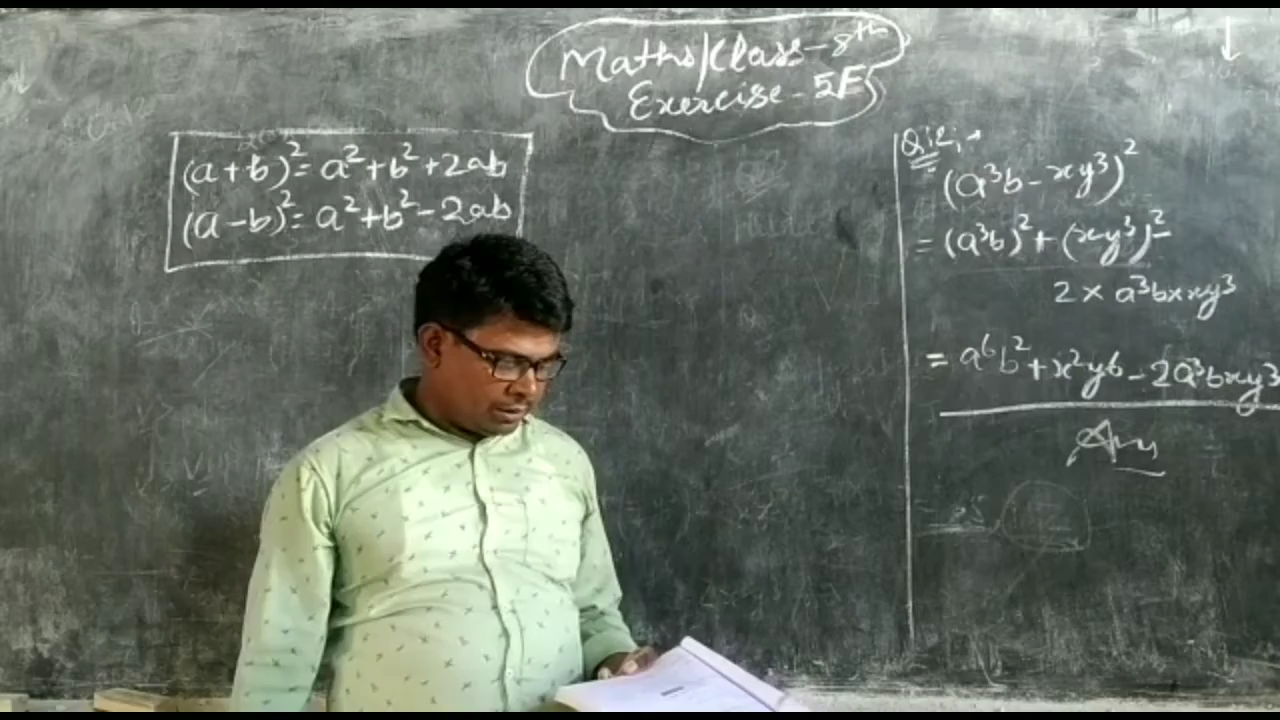 Maths/Class-8th
Exercise-5F
(a+b)²=a²+b²+2ab
(a-b)²=a²+b²-2ab
(a³b-xy³)²
=(a³b)²+(xy³)²-
2×a³b×xy³
=a⁶b²+x²y⁶-2a³bxy³
Ans